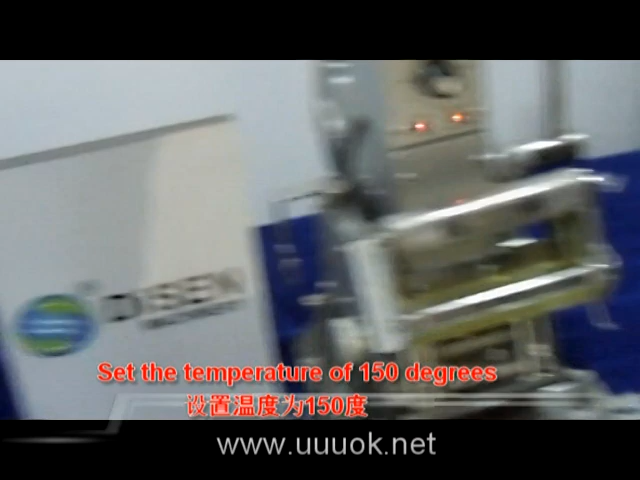 Set the temperature of 150 degrees
设置温度为150度
www.uuuok.net